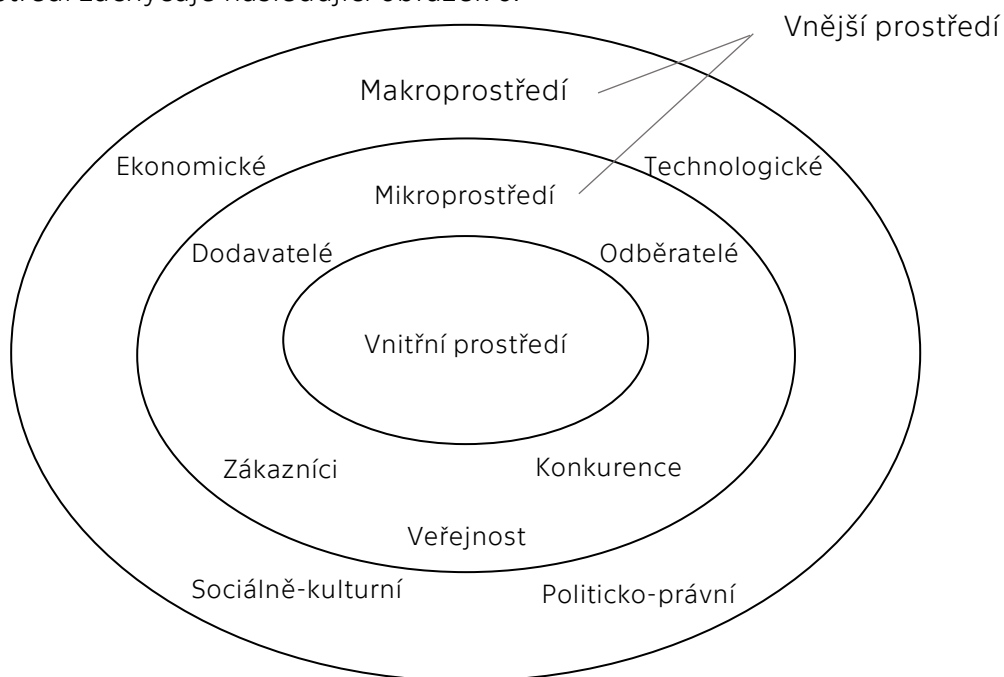 Vnější prostředí
Makroprostředí
Ekonomické
Technologické
Mikroprostředí
Dodavatelé
Odběratelé
Vnitřní prostředí
Zákazníci
Konkurence
Veřejnost
Sociálně-kulturní
Politicko-právní